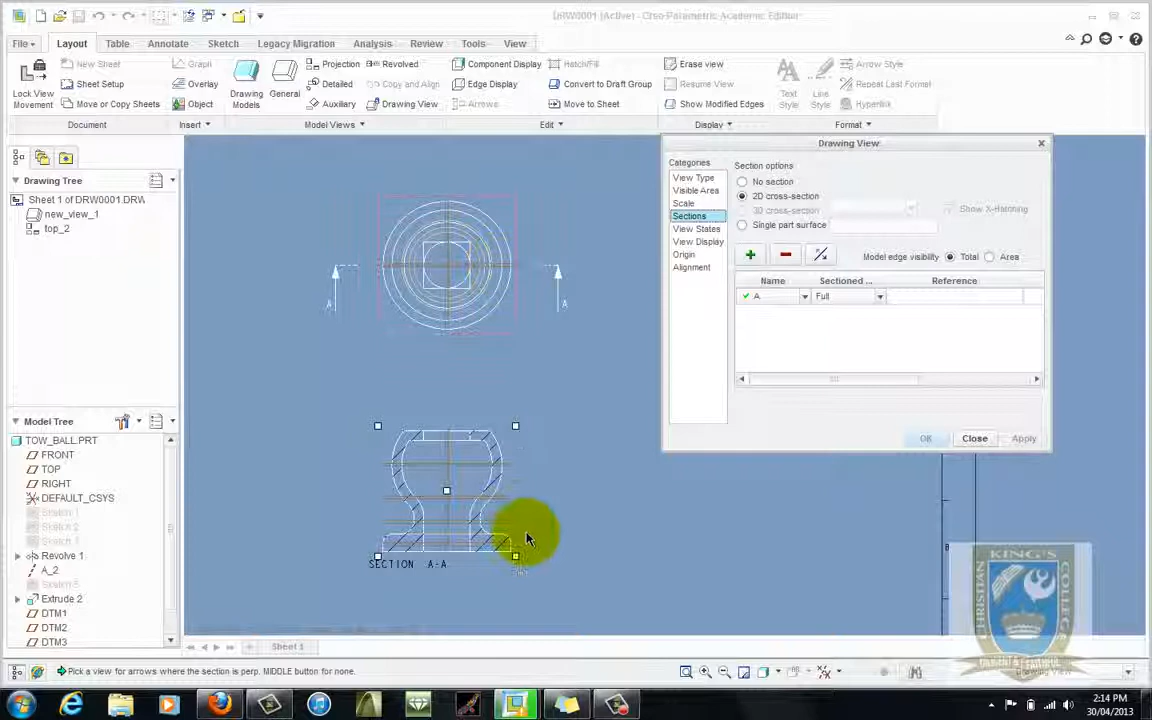 DRW0001 (Active) - Creo Parametric Academic Edition
File
Layout
Table
Annotate
Sketch
Legacy Migration
Analysis
Review
Tools
View
New Sheet
Sheet Setup
Move or Copy Sheets
Lock View
Movement
Document
Graph
Overlay
Object
Insert
Drawing
Models
General
Projection
Detailed
Auxiliary
Revolved
Copy and Align
Drawing View
Model Views
Component Display
Edge Display
Arrows
Hatch/Fill
Convert to Draft Group
Move to Sheet
Edit
Erase view
Resume View
Show Modified Edges
Display
Text
Style
Line
Style
Arrow Style
Repeat Last Format
Hyperlink
Format
Drawing Tree
Sheet 1 of DRW0001.DRW
new_view_1
top_2
Model Tree
TOW_BALL.PRT
FRONT
TOP
RIGHT
DEFAULT_CSYS
Sketch 1
Sketch 2
Revolve 1
A_2
Extrude 2
DTM1
DTM2
DTM3
A
A
SECTION A-A
Drawing View
Categories
View Type
Visible Area
Scale
Sections
View States
View Display
Origin
Alignment
Section options
No section
2D cross-section
3D cross-section
Show X-Hatching
Single part surface
Model edge visibility
Total
Area
Name
Sectioned ...
Reference
A
Full
OK
Close
Apply
B
KING'S
CHRISTIAN
COLLEGE
Sheet 1
Pick a view for arrows where the section is perp. MIDDLE button for none.
2:14 PM
30/04/2013